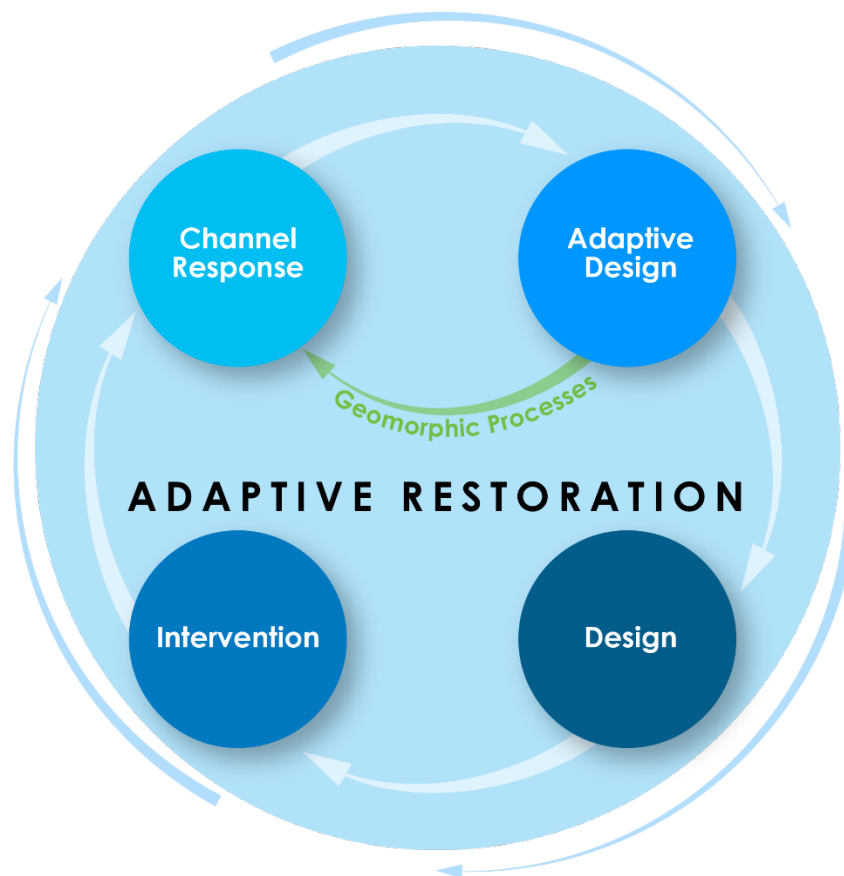 Channel
Response
Adaptive
Design
Geomorphic Processes
ADAPTIVE RESTORATION
Intervention
Design